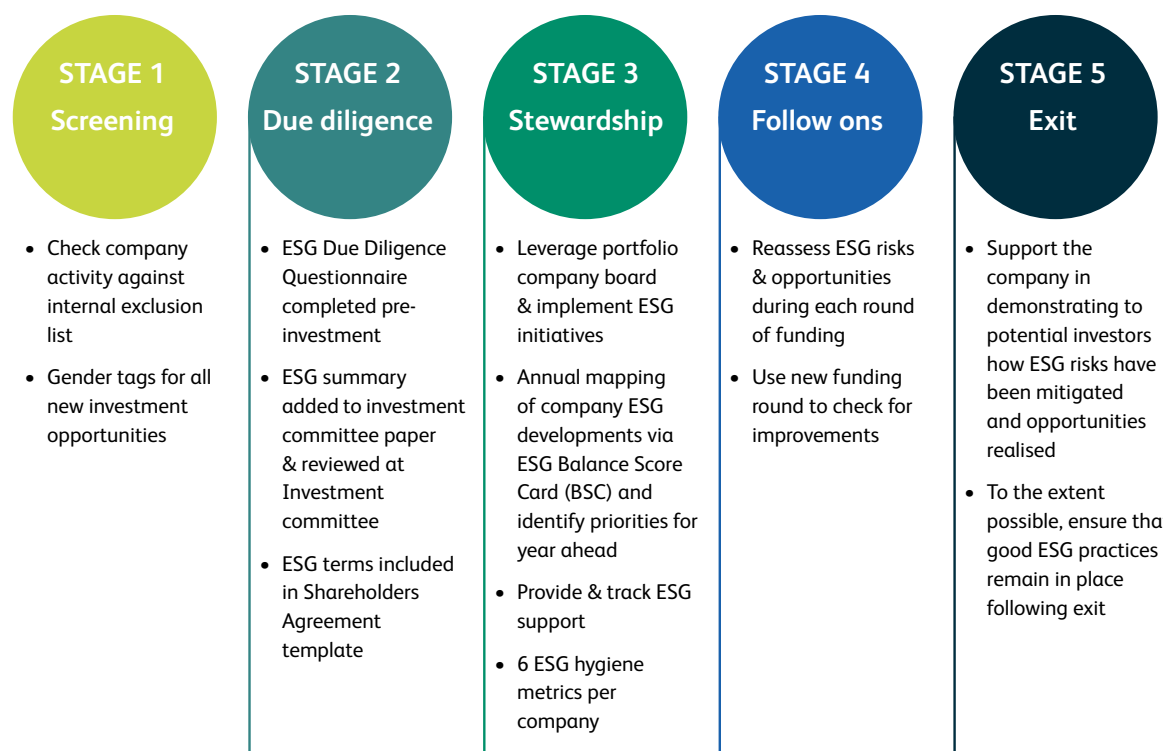 STAGE 1
Screening
• Check company
activity against
internal exclusion
list
• Gender tags for all
new investment
opportunities
STAGE 2
Due diligence
• ESG Due Diligence
Questionnaire
completed pre-
investment
• ESG summary
added to investment
committee paper
& reviewed at
Investment
committee
• ESG terms included
in Shareholders
Agreement
template
STAGE 3
Stewardship
• Leverage portfolio
company board
& implement ESG
initiatives
• Annual mapping
of company ESG
developments via
ESG Balance Score
Card (BSC) and
identify priorities for
year ahead
• Provide & track ESG
support
• 6 ESG hygiene
metrics per
company
STAGE 4
Follow ons
• Reassess ESG risks
& opportunities
during each round
of funding
• Use new funding
round to check for
improvements
STAGE 5
Exit
• Support the
company in
demonstrating to
potential investors
how ESG risks have
been mitigated
and opportunities
realised
• To the extent
possible, ensure tha
good ESG practices
remain in place
following exit